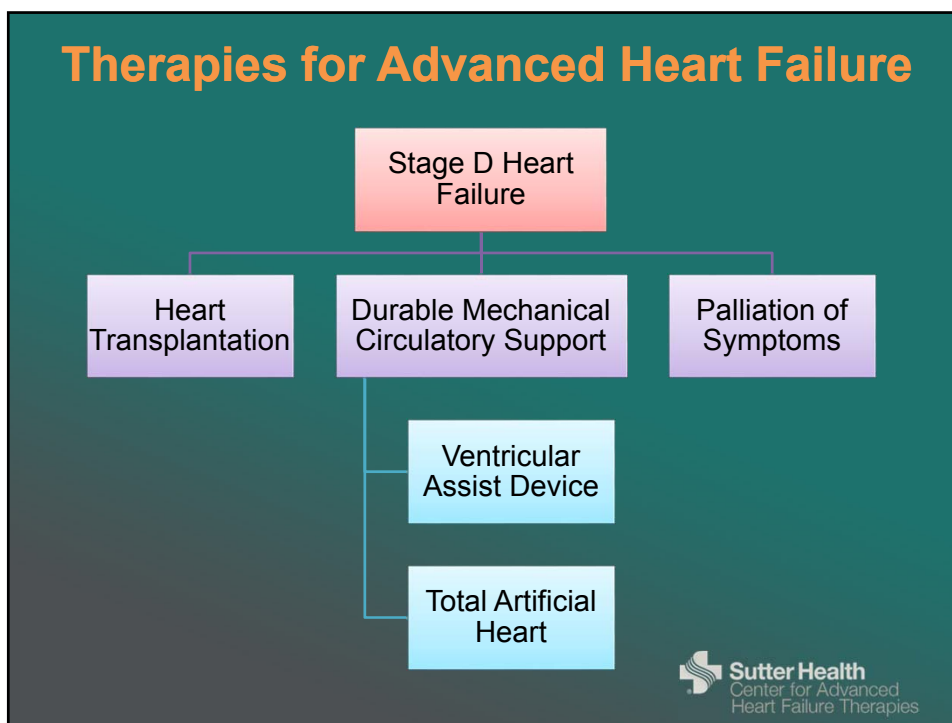 Therapies for Advanced Heart Failure
Stage D Heart
Failure
Heart
Transplantation
Durable Mechanical
Circulatory Support
Palliation of
Symptoms
Ventricular
Assist Device
Total Artificial
Heart
Sutter Health
Center for Advanced
Heart Failure Therapies